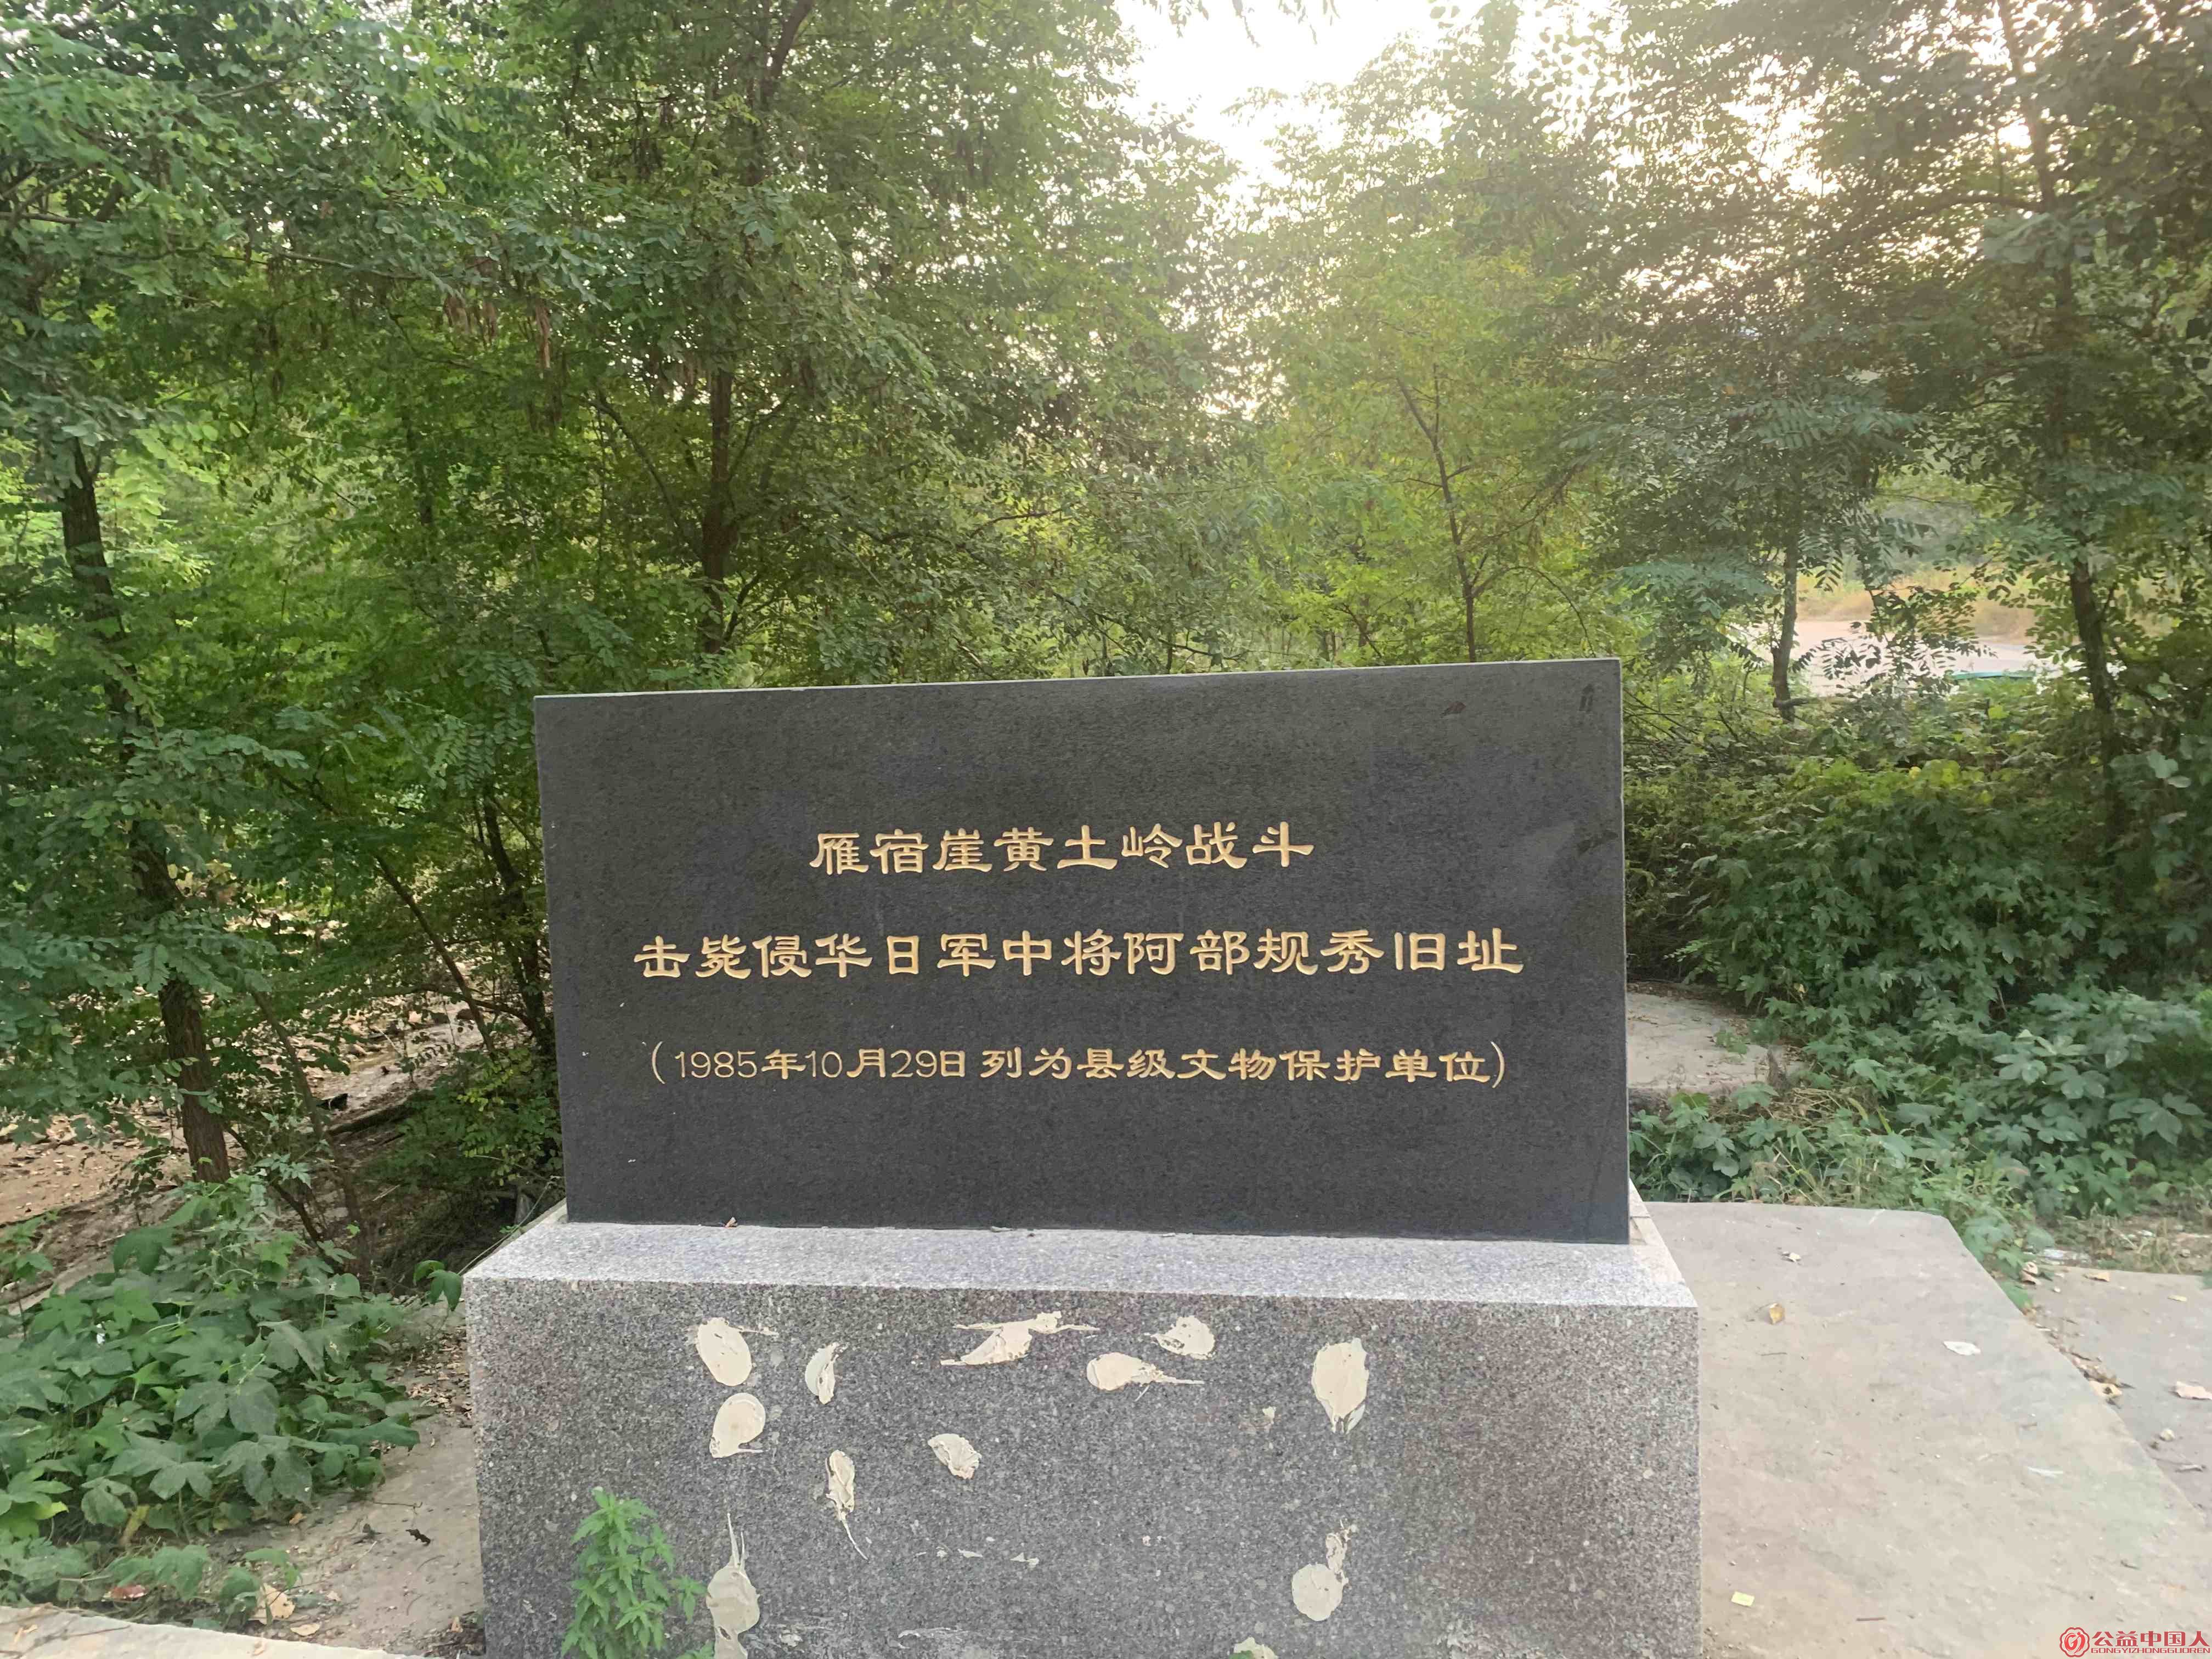 雁宿崖黄土岭战斗
击毙侵华日军中将阿部规秀旧址
（1985年10月29日列为县级文物保护单位）
公益中国人
GONGYIZHONGGUOREN